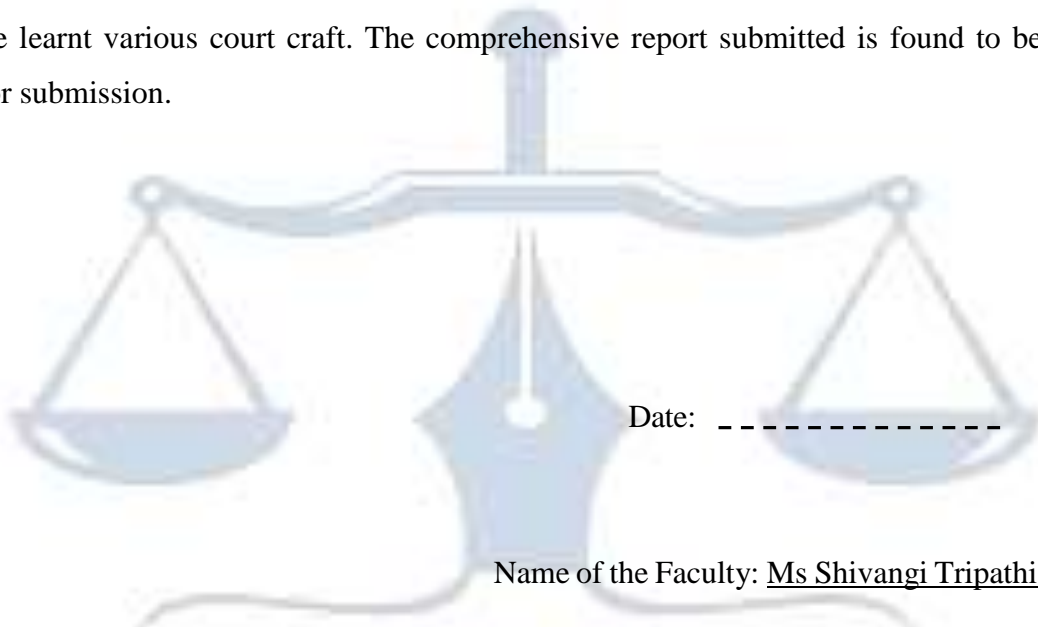 e learnt various court craft. The comprehensive report submitted is found to be
or submission.
Date: _ _ _ _ _ _ _ _ _ _ _ _ _
Name of the Faculty: Ms Shivangi Tripathi